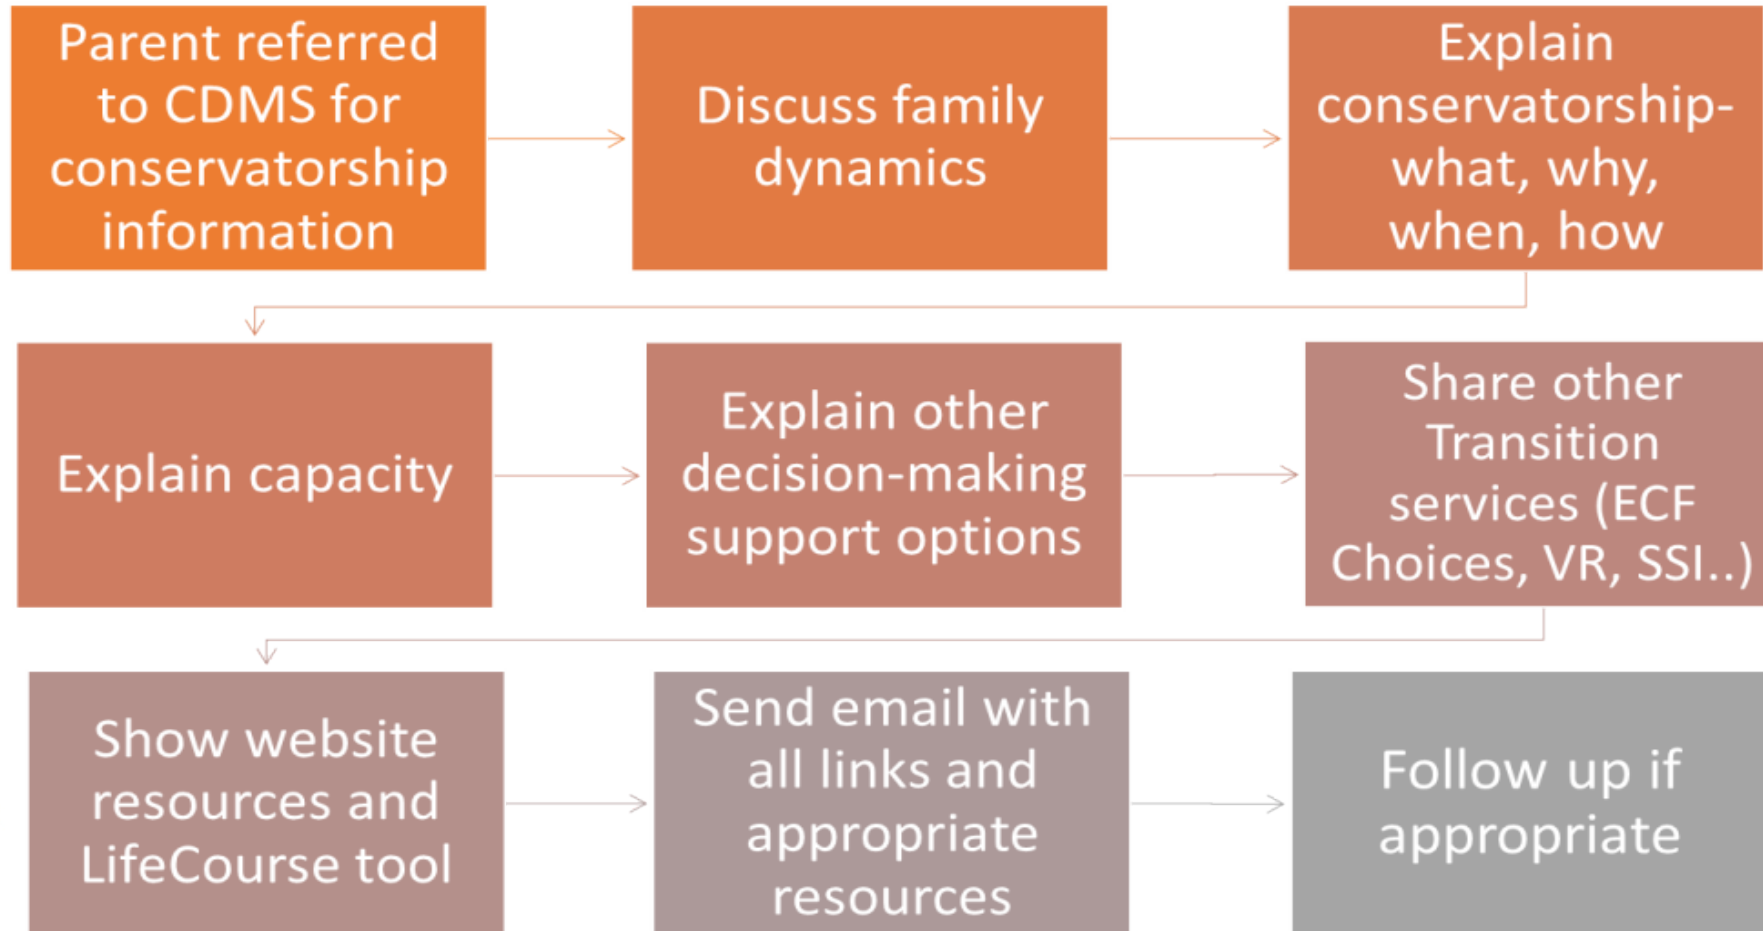 Parent referred
to CDMS for
conservatorship
information
Discuss family
dynamics
Explain
conservatorship-
what, why,
when, how
Explain capacity
Explain other
decision-making
support options
Share other
Transition
services (ECF
Choices, VR, SSI..)
Show website
resources and
LifeCourse tool
Send email with
all links and
appropriate
resources
Follow up if
appropriate